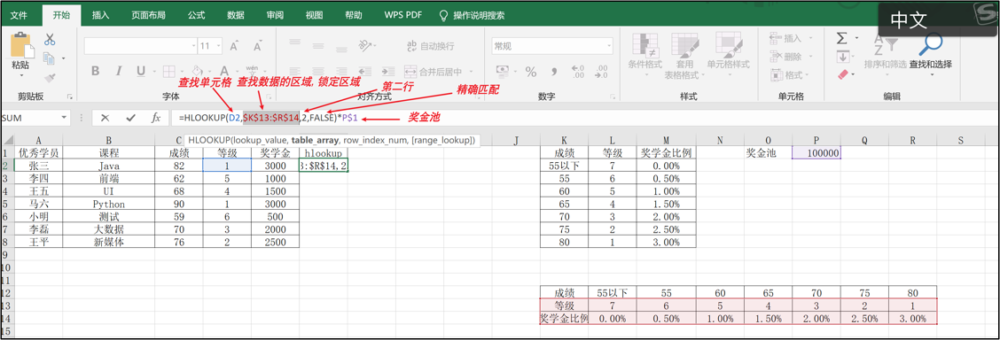 文件 开始 插入 页面布局 公式 数据 审阅 视图 帮助 WPS PDF 操作说明搜索
中文
粘贴
11
自动换行
常规
插入
B I U
A
合并后居中
条件格式 套用 单元格样式
表格格式
删除
格式
排序和筛选 查找和选择
剪贴板 字体 对齐方式 数字 样式 单元格 编辑
查找单元格 查找数据的区域, 锁定区域 第二行 精确匹配
SUM fx =HLOOKUP(D2,$K$13:$R$14,2,FALSE)*P$1 奖金池
HLOOKUP(lookup_value, table_array, row_index_num, [range_lookup])
A B C J K L M N O P Q R S
1 优秀学员 课程 成绩 等级 奖学金 hlookup 成绩 等级 奖学金比例 奖金池 100000
2 张三 Java 82 1 3000 3:$R$14,2 55以下 7 0.00%
3 李四 前端 62 5 1000 55 6 0.50%
4 王五 UI 68 4 1500 60 5 1.00%
5 马六 Python 90 1 3000 65 4 1.50%
6 小明 测试 59 6 500 70 3 2.00%
7 李磊 大数据 70 3 2000 75 2 2.50%
8 王平 新媒体 76 2 2500 80 1 3.00%
9
10
11
12 成绩 55以下 55 60 65 70 75 80
13 等级 7 6 5 4 3 2 1
14 奖学金比例 0.00% 0.50% 1.00% 1.50% 2.00% 2.50% 3.00%
15